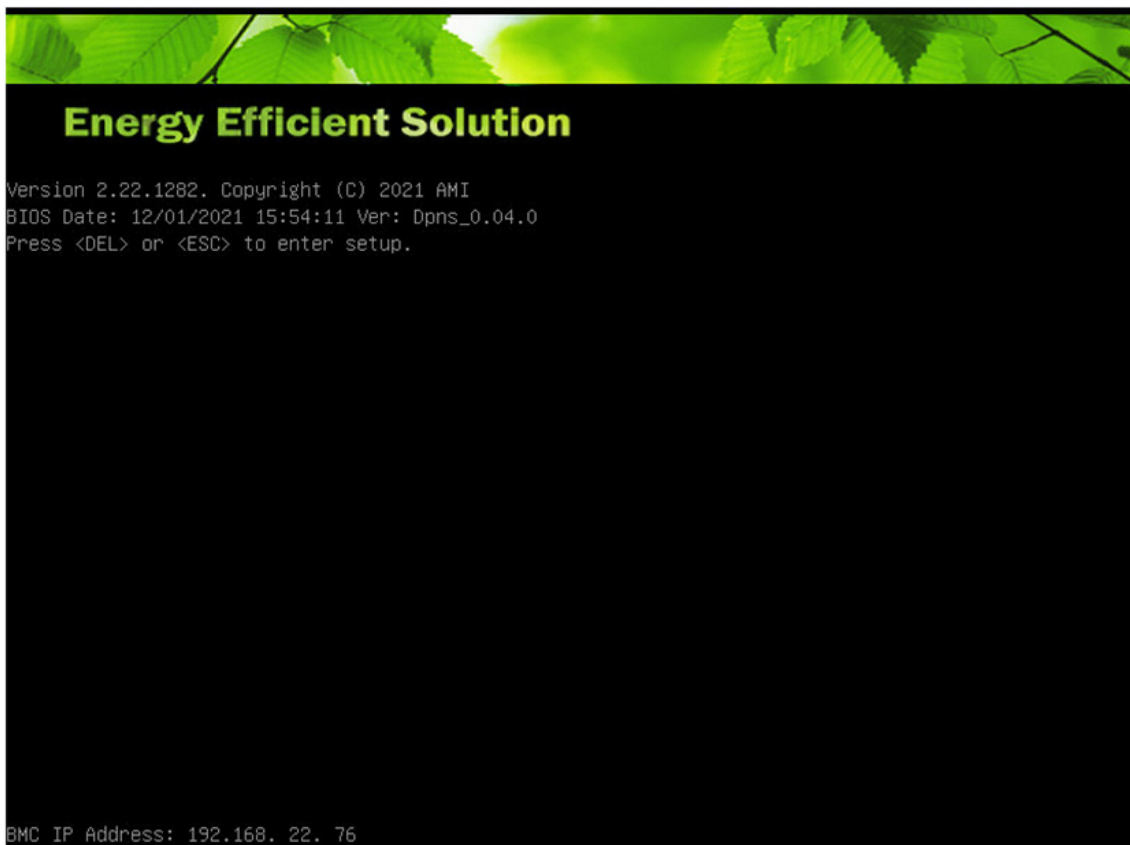 Energy Efficient Solution
Version 2.22.1282. Copyright (C) 2021 AMI
BIOS Date: 12/01/2021 15:54:11 Ver: Dpns_0.04.0
Press <DEL> or <ESC> to enter setup.
BMC IP Address: 192.168. 22. 76